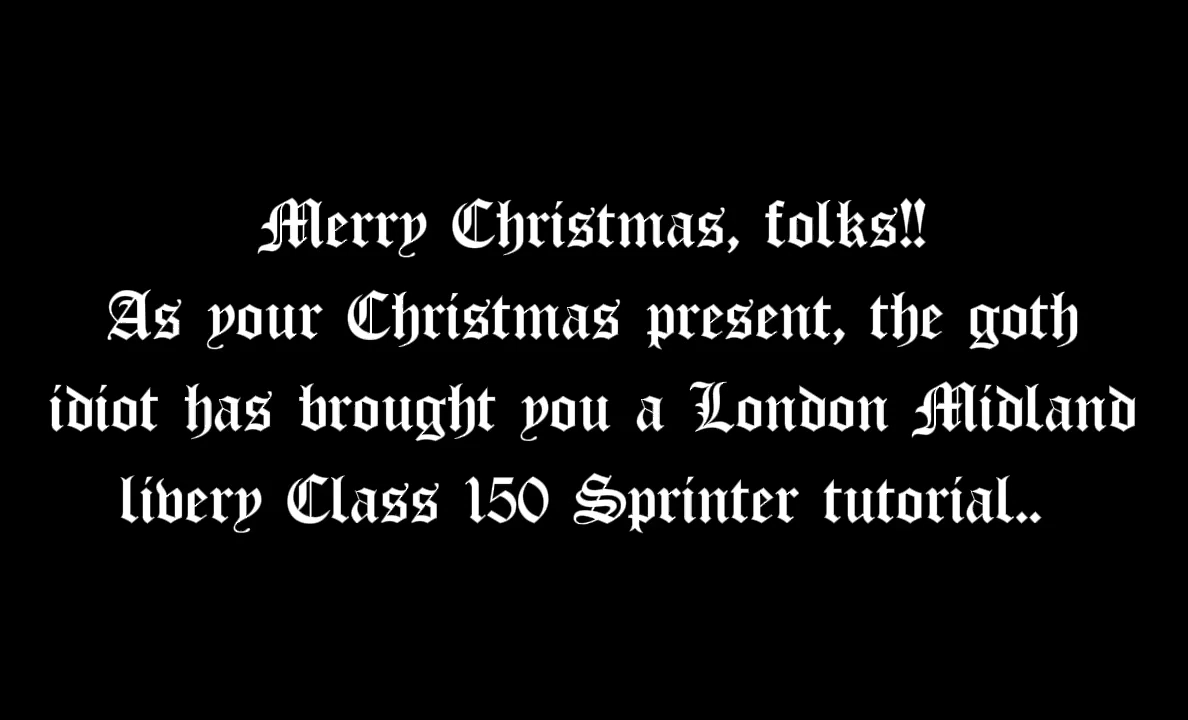 Merry Christmas, folks!!
As your Christmas present, the goth
idiot has brought you a London Midland
livery Class 150 Sprinter tutorial..